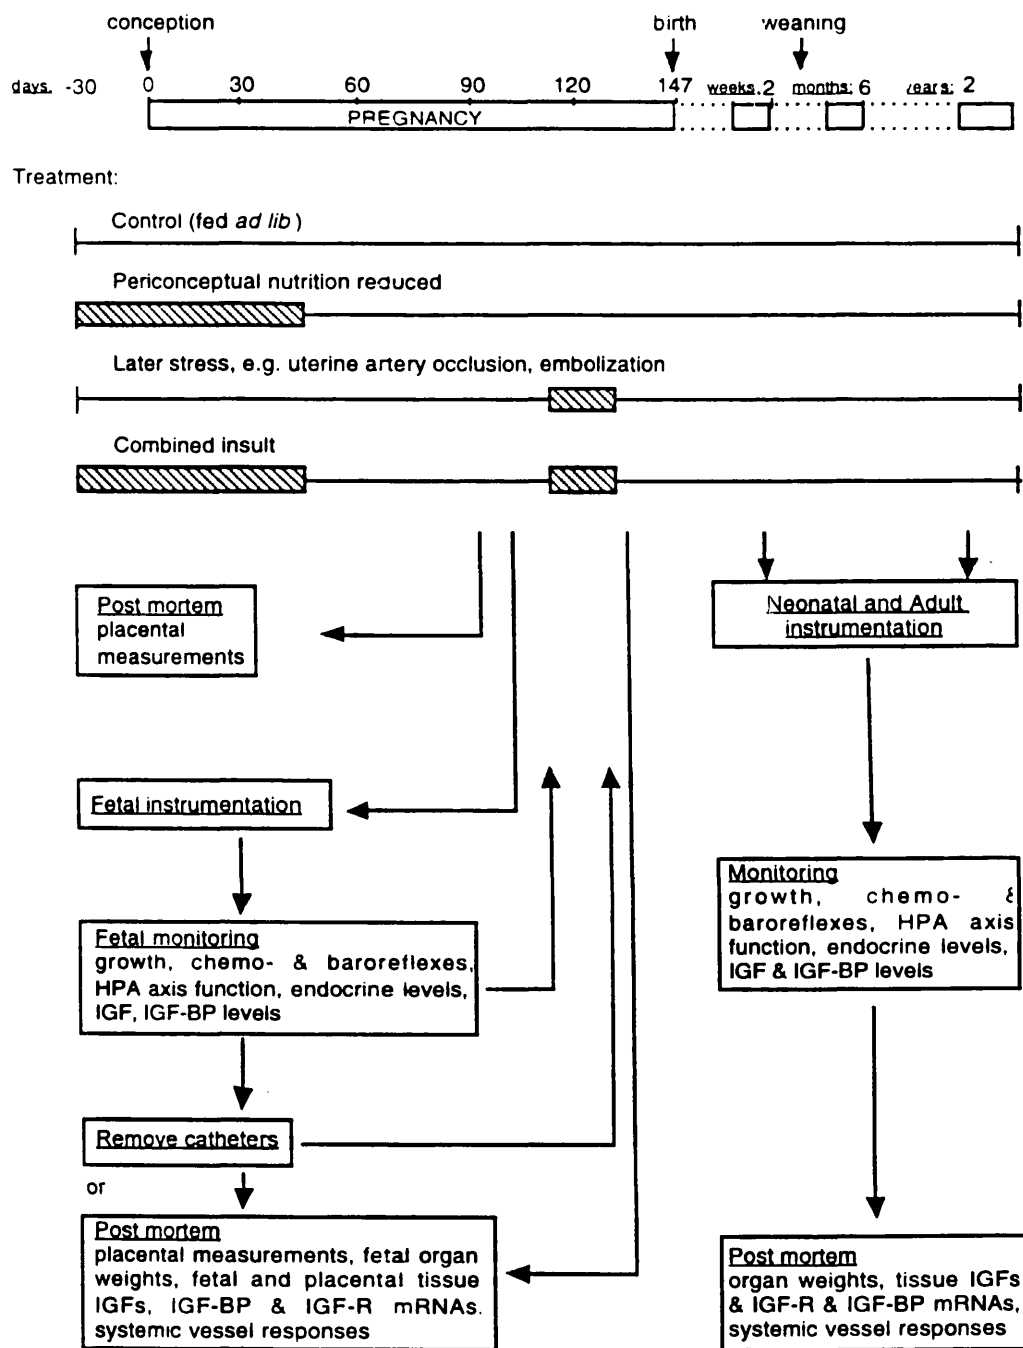 conception birth weaning
days. -30 0 30 60 90 120 147 weeks. 2 months: 6 years: 2
PREGNANCY
Treatment:
Control (fed ad lib)
Periconceptual nutrition reduced
Later stress, e.g. uterine artery occlusion, embolization
Combined insult
Post mortem
placental
measurements
Neonatal and Adult
instrumentation
Fetal instrumentation
Monitoring
growth, chemo- &
baroreflexes, HPA axis
function, endocrine levels,
IGF & IGF-BP levels
Fetal monitoring
growth, chemo- & baroreflexes,
HPA axis function, endocrine levels,
IGF, IGF-BP levels
Remove catheters
or
Post mortem
placental measurements, fetal organ
weights, fetal and placental tissue
IGFs, IGF-BP & IGF-R mRNAs.
systemic vessel responses
Post mortem
organ weights, tissue IGFs
& IGF-R & IGF-BP mRNAs,
systemic vessel responses